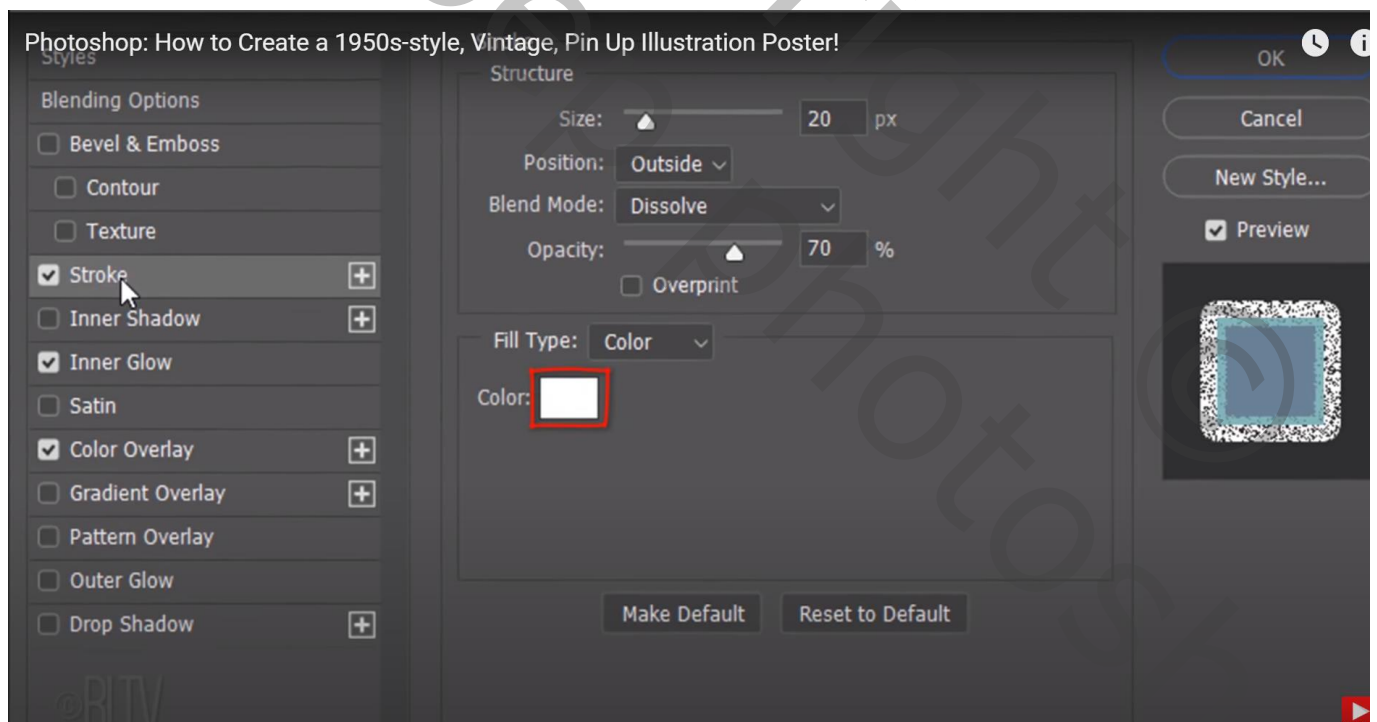 Photoshop: How to Create a 1950s-style, Vintage, Pin Up Illustration Poster!
Styles
Blending Options
Bevel & Emboss
Contour
Texture
Stroke
Inner Shadow
Inner Glow
Satin
Color Overlay
Gradient Overlay
Pattern Overlay
Outer Glow
Drop Shadow
©BLTV
Structure
Size: 20 px
Position: Outside
Blend Mode: Dissolve
Opacity: 70 %
Overprint
Fill Type: Color
Color:
Make Default Reset to Default
OK
Cancel
New Style...
Preview